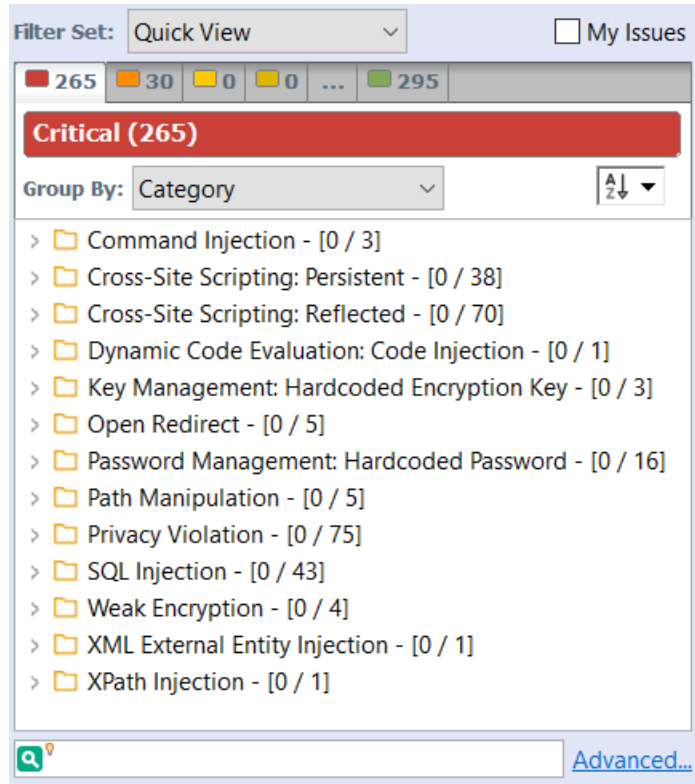 Filter Set: Quick View My Issues
265 30 0 0 ... 295
Critical (265)
Group By: Category A Z
Command Injection - [0 / 3]
Cross-Site Scripting: Persistent - [0 / 38]
Cross-Site Scripting: Reflected - [0 / 70]
Dynamic Code Evaluation: Code Injection - [0 / 1]
Key Management: Hardcoded Encryption Key - [0 / 3]
Open Redirect - [0 / 5]
Password Management: Hardcoded Password - [0 / 16]
Path Manipulation - [0 / 5]
Privacy Violation - [0 / 75]
SQL Injection - [0 / 43]
Weak Encryption - [0 / 4]
XML External Entity Injection - [0 / 1]
XPath Injection - [0 / 1]
Advanced...